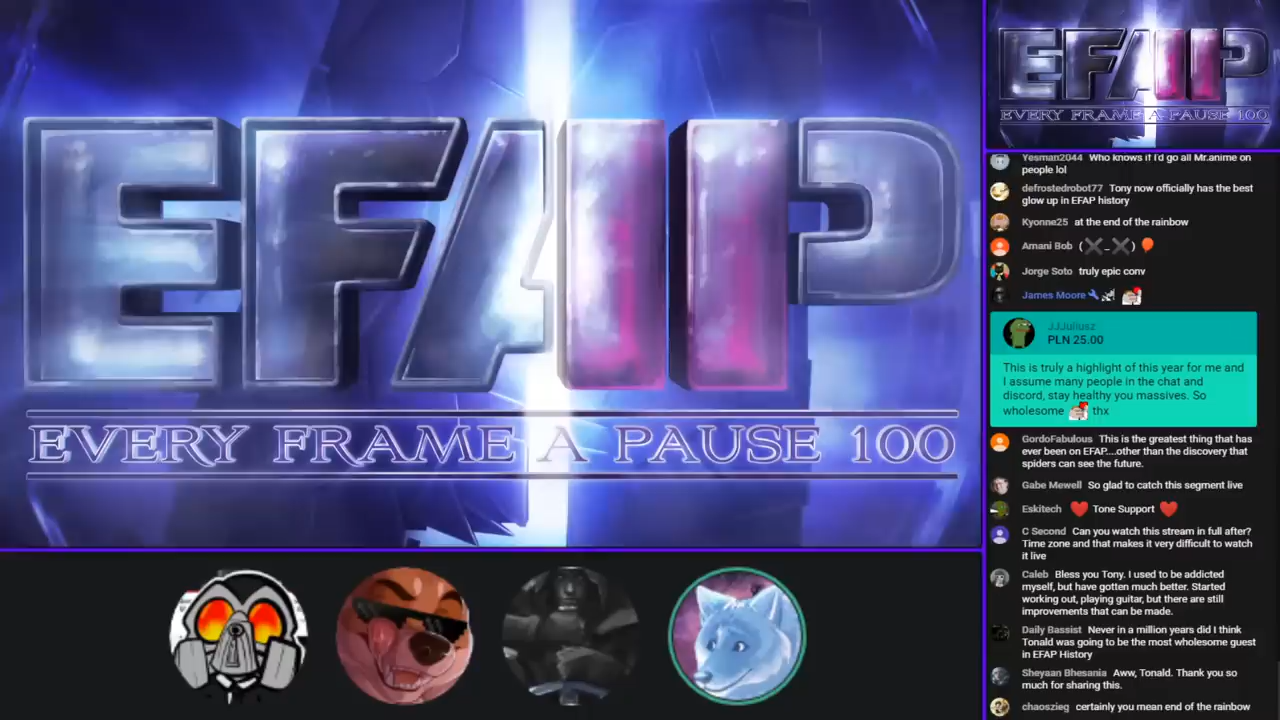 EFAP
EVERY FRAME A PAUSE 100
EFAP
EVERY FRAME A PAUSE 100
Yesman2044 Who knows if I'd go all Mr.anime on
people lol
defrostedrobot77 Tony now officially has the best
glow up in EFAP history
Kyonne25 at the end of the rainbow
Amani Bob (✖_✖)🎈
Jorge Soto truly epic conv
James Moore
JJJuliusz
PLN 25.00
This is truly a highlight of this year for me and
I assume many people in the chat and
discord, stay healthy you massives. So
wholesome thx
GordoFabulous This is the greatest thing that has
ever been on EFAP....other than the discovery that
spiders can see the future.
Gabe Mewell So glad to catch this segment live
Eskitech ❤️ Tone Support ❤️
C Second Can you watch this stream in full after?
Time zone and that makes it very difficult to watch
it live
Caleb Bless you Tony. I used to be addicted
myself, but have gotten much better. Started
working out, playing guitar, but there are still
improvements that can be made.
Daily Bassist Never in a million years did I think
Tonald was going to be the most wholesome guest
in EFAP History
Sheyaan Bhesania Aww, Tonald. Thank you so
much for sharing this.
chaoszieg certainly you mean end of the rainbow